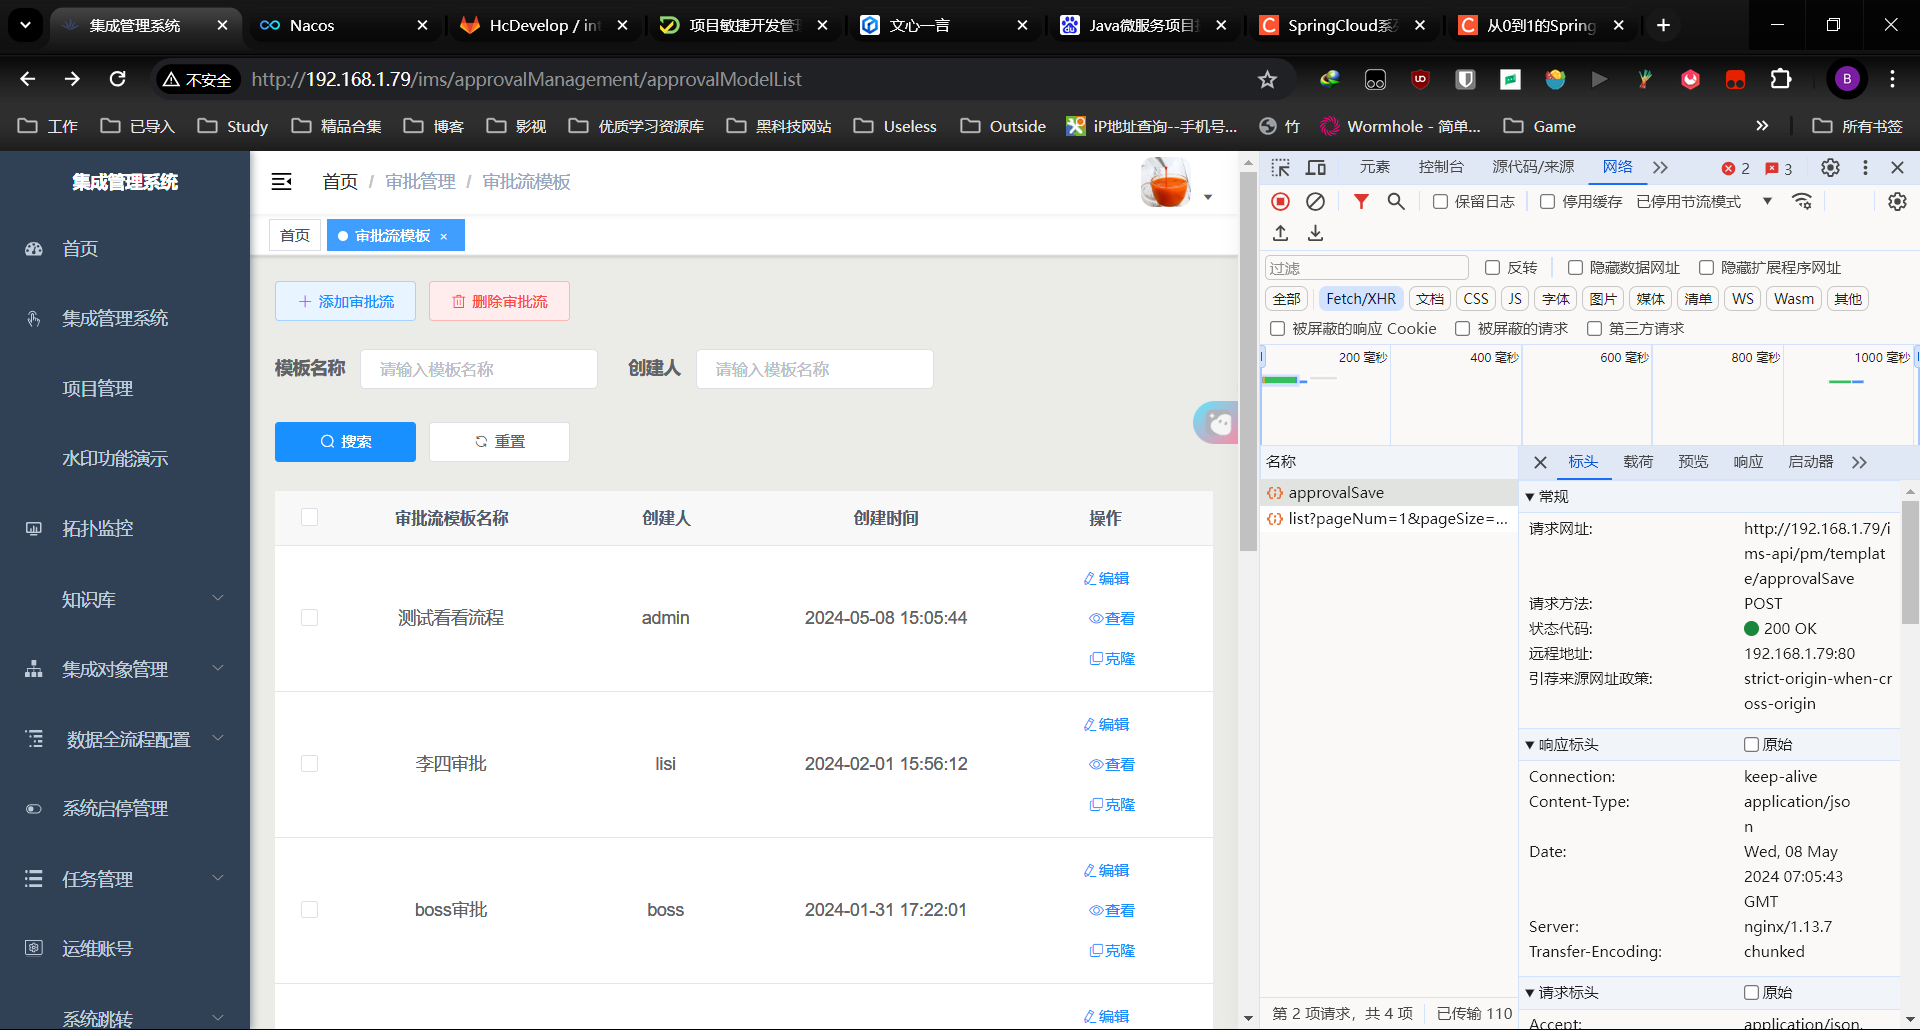 集成管理系统
Nacos
HcDevelop / int
项目敏捷开发管理
文心一言
Java微服务项目
SpringCloud系
从0到1的Spring
不安全
http://192.168.1.79/ims/approvalManagement/approvalModelList
B
工作
已导入
Study
精品合集
博客
影视
优质学习资源库
黑科技网站
Useless
Outside
iP地址查询--手机号...
竹
Wormhole - 简单...
Game
所有书签
集成管理系统
首页
集成管理系统
项目管理
水印功能演示
拓扑监控
知识库
集成对象管理
数据全流程配置
系统启停管理
任务管理
运维账号
系统跳转
首页 / 审批管理 / 审批流模板
首页
审批流模板 ×
添加审批流
删除审批流
模板名称
请输入模板名称
创建人
请输入模板名称
搜索
重置
审批流模板名称 创建人 创建时间 操作
编辑
测试看看流程 admin 2024-05-08 15:05:44 查看
克隆
编辑
李四审批 lisi 2024-02-01 15:56:12 查看
克隆
编辑
boss审批 boss 2024-01-31 17:22:01 查看
克隆
编辑
元素 控制台 源代码/来源 网络 2 3
保留日志 停用缓存 已停用节流模式
过滤 反转 隐藏数据网址 隐藏扩展程序网址
全部 Fetch/XHR 文档 CSS JS 字体 图片 媒体 清单 WS Wasm 其他
被屏蔽的响应 Cookie 被屏蔽的请求 第三方请求
200 毫秒 400 毫秒 600 毫秒 800 毫秒 1000 毫秒
名称
approvalSave
list?pageNum=1&pageSize=...
第 2 项请求，共 4 项 已传输 110
标头 载荷 预览 响应 启动器
常规
请求网址: http://192.168.1.79/i
ms-api/pm/templat
e/approvalSave
请求方法: POST
状态代码: 200 OK
远程地址: 192.168.1.79:80
引荐来源网址政策: strict-origin-when-cr
oss-origin
响应标头 原始
Connection: keep-alive
Content-Type: application/jso
n
Date: Wed, 08 May
2024 07:05:43
GMT
Server: nginx/1.13.7
Transfer-Encoding: chunked
请求标头 原始
Accept: application/json,